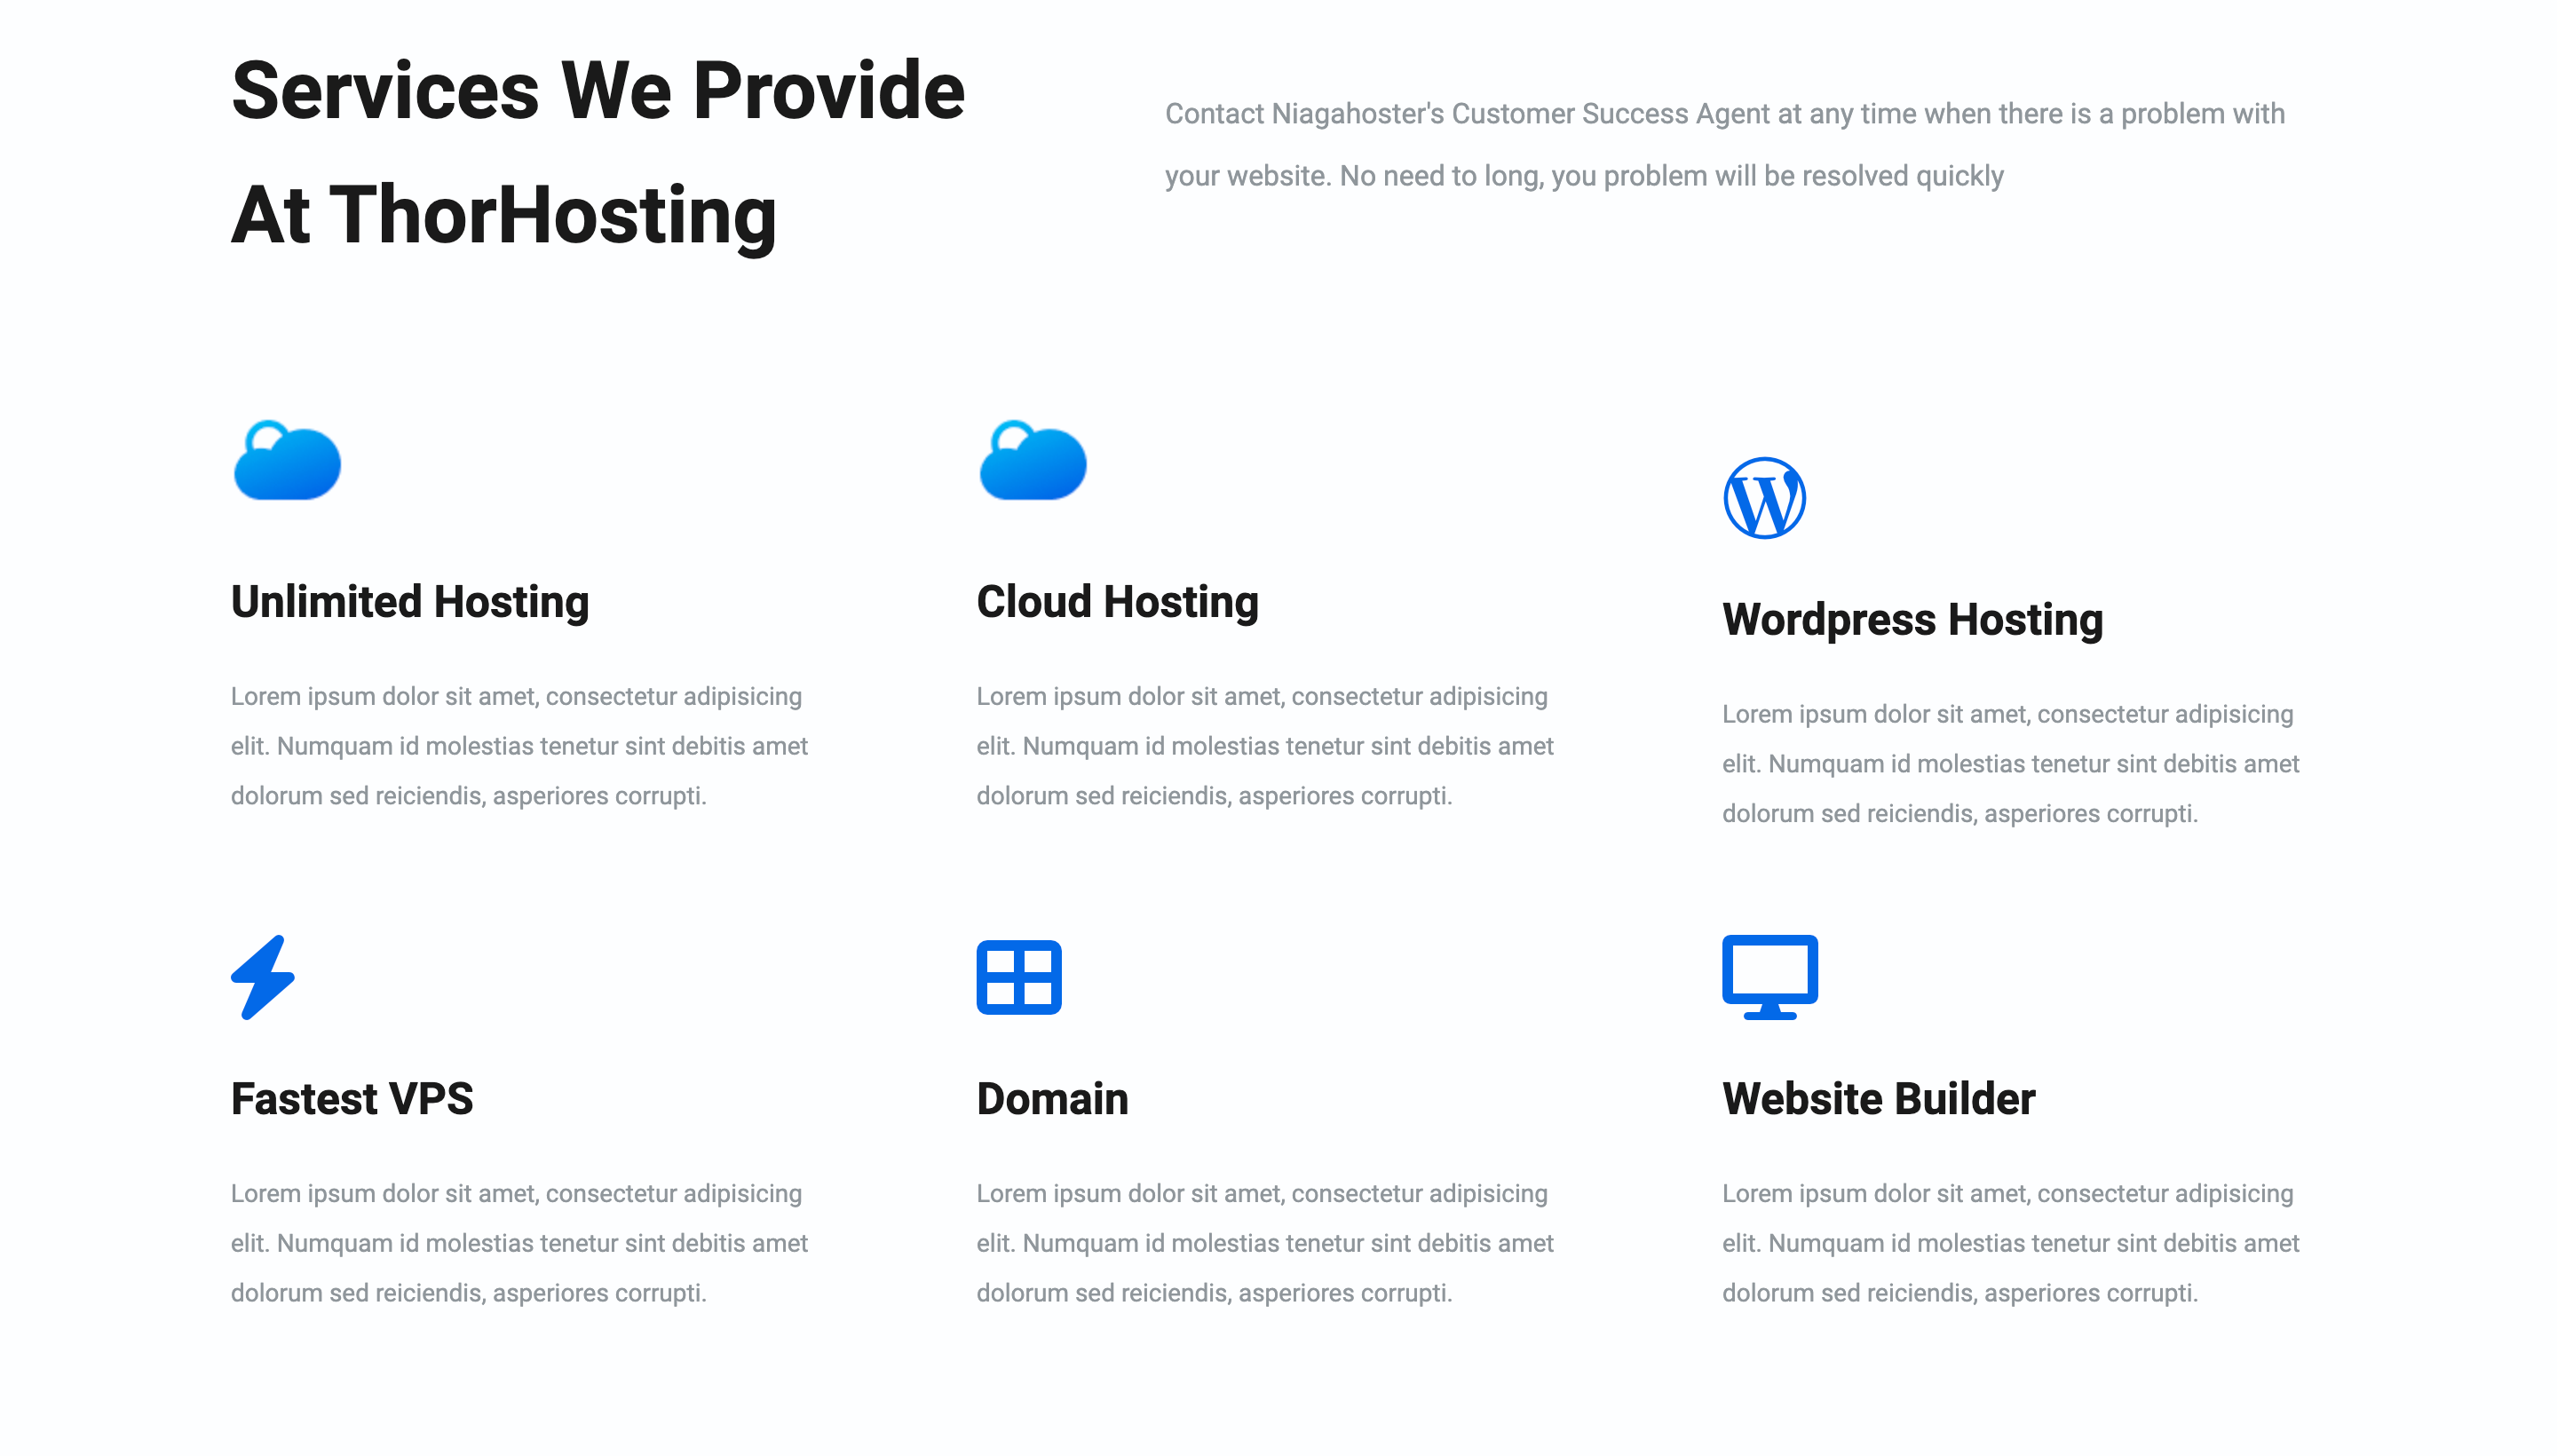 Services We Provide
At ThorHosting
Contact Niagahoster's Customer Success Agent at any time when there is a problem with
your website. No need to long, you problem will be resolved quickly
Unlimited Hosting
Lorem ipsum dolor sit amet, consectetur adipisicing
elit. Numquam id molestias tenetur sint debitis amet
dolorum sed reiciendis, asperiores corrupti.
Cloud Hosting
Lorem ipsum dolor sit amet, consectetur adipisicing
elit. Numquam id molestias tenetur sint debitis amet
dolorum sed reiciendis, asperiores corrupti.
Wordpress Hosting
Lorem ipsum dolor sit amet, consectetur adipisicing
elit. Numquam id molestias tenetur sint debitis amet
dolorum sed reiciendis, asperiores corrupti.
Fastest VPS
Lorem ipsum dolor sit amet, consectetur adipisicing
elit. Numquam id molestias tenetur sint debitis amet
dolorum sed reiciendis, asperiores corrupti.
Domain
Lorem ipsum dolor sit amet, consectetur adipisicing
elit. Numquam id molestias tenetur sint debitis amet
dolorum sed reiciendis, asperiores corrupti.
Website Builder
Lorem ipsum dolor sit amet, consectetur adipisicing
elit. Numquam id molestias tenetur sint debitis amet
dolorum sed reiciendis, asperiores corrupti.